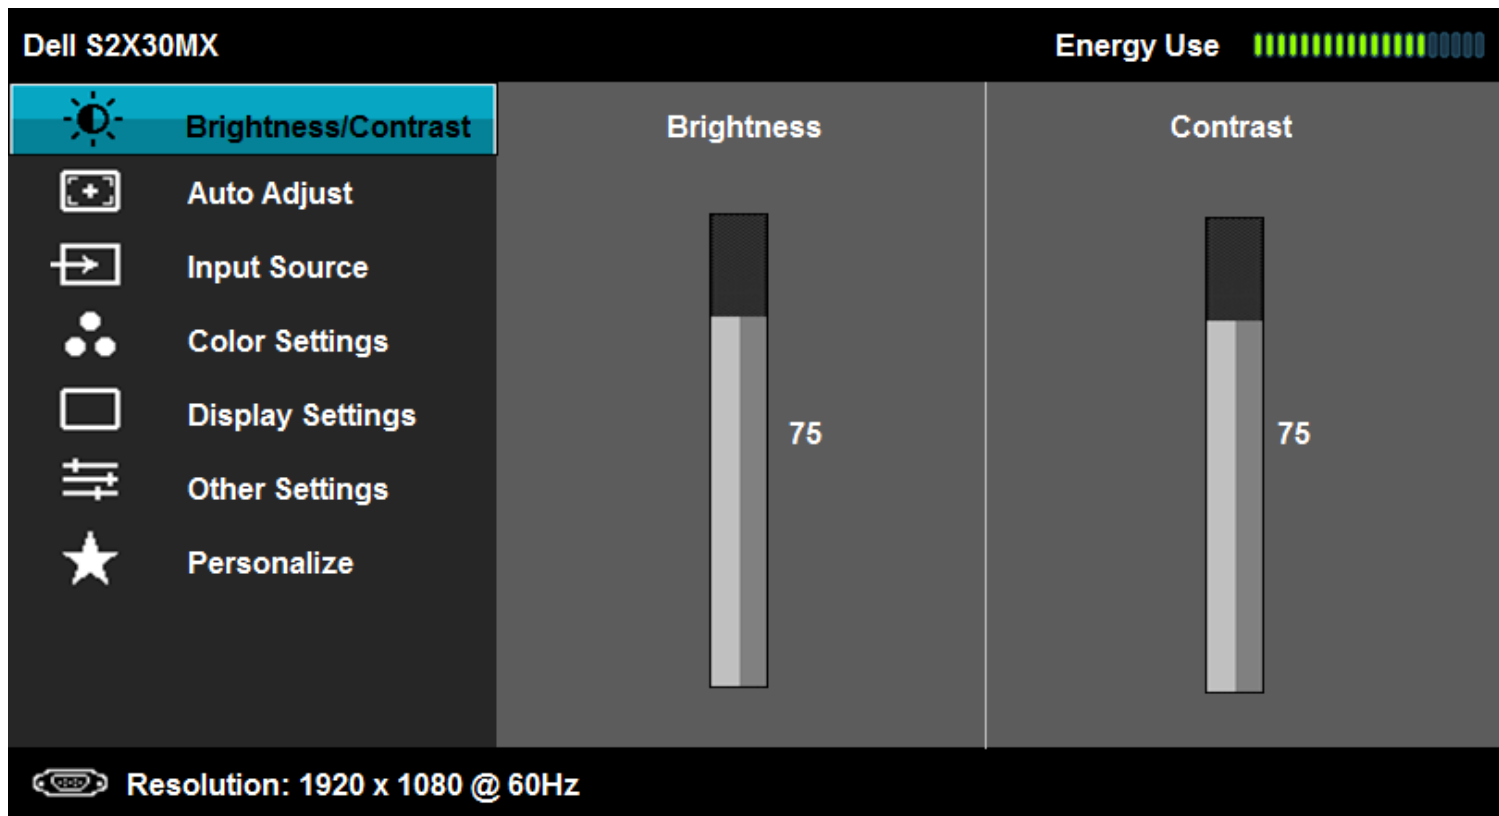 Dell S2X30MX
Energy Use
Brightness/Contrast
Auto Adjust
Input Source
Color Settings
Display Settings
Other Settings
Personalize
Brightness
75
Contrast
75
Resolution: 1920 x 1080 @ 60Hz